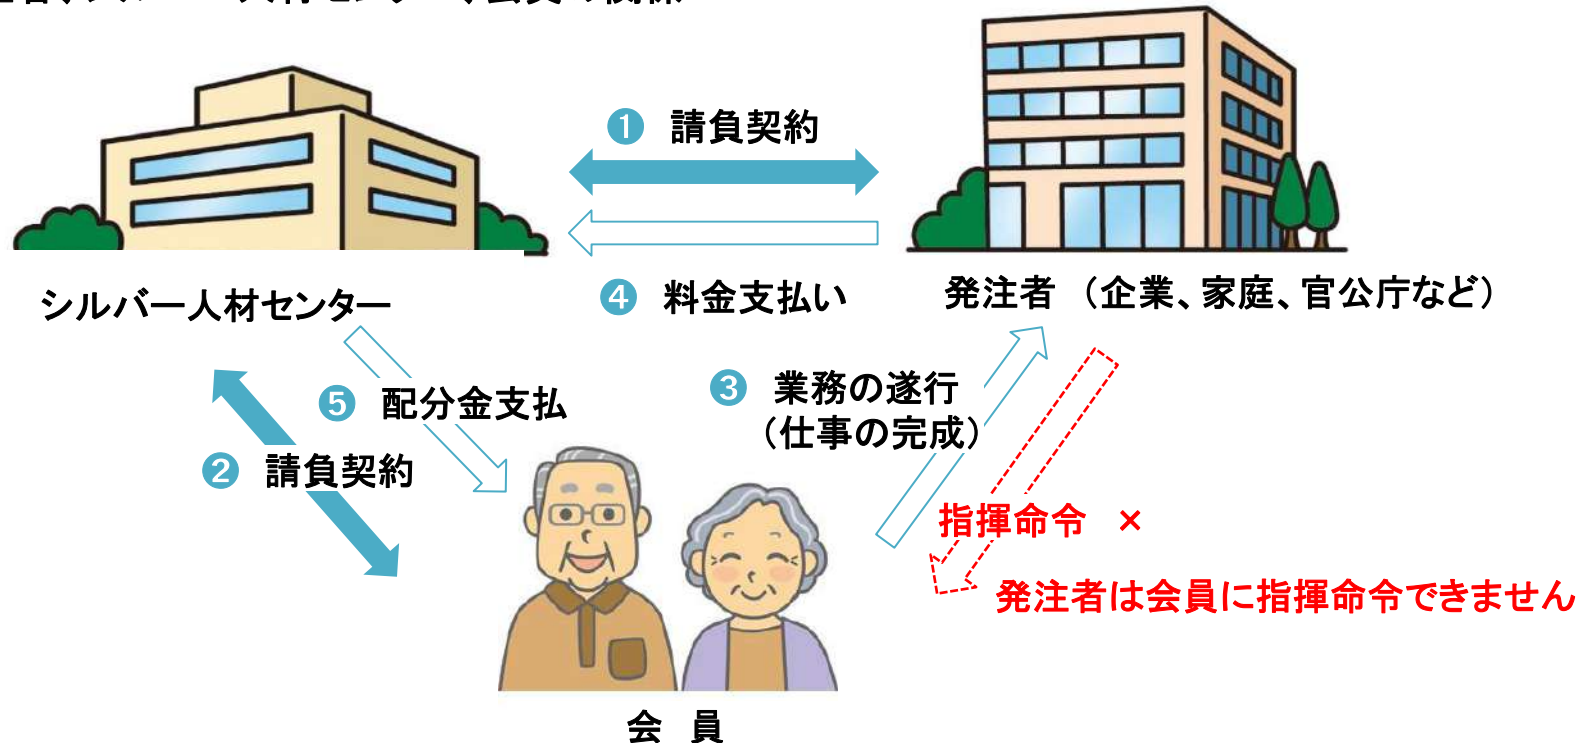 ❶ 請負契約
❹ 料金支払い
シルバー人材センター
発注者 （企業、家庭、官公庁など）
❺ 配分金支払
❸ 業務の遂行
（仕事の完成）
❷ 請負契約
指揮命令 ×
発注者は会員に指揮命令できません
会 員